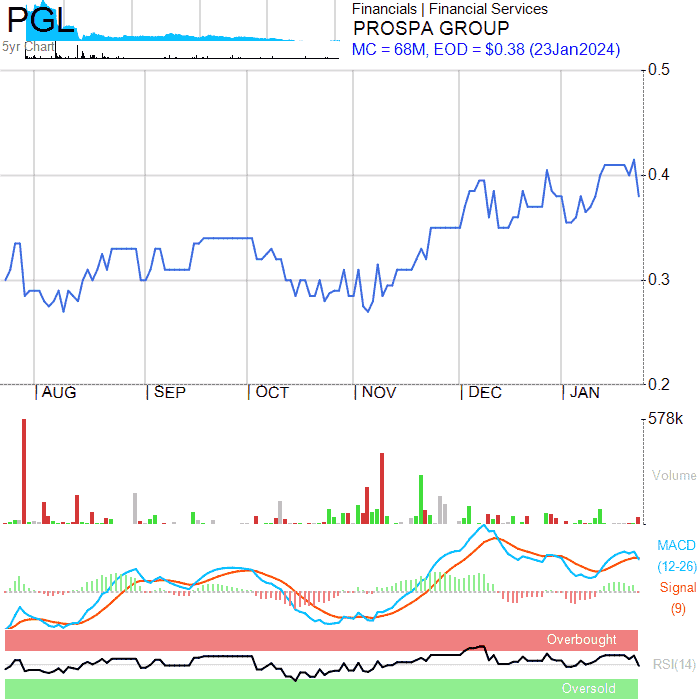 PGL
5yr Chart
Financials | Financial Services
PROSPA GROUP
MC = 68M, EOD = $0.38 (23Jan2024)
0.5
0.4
0.3
0.2
AUG SEP OCT NOV DEC JAN
578k
Volume
MACD
(12-26)
Signal
(9)
Overbought
RSI(14)
Oversold